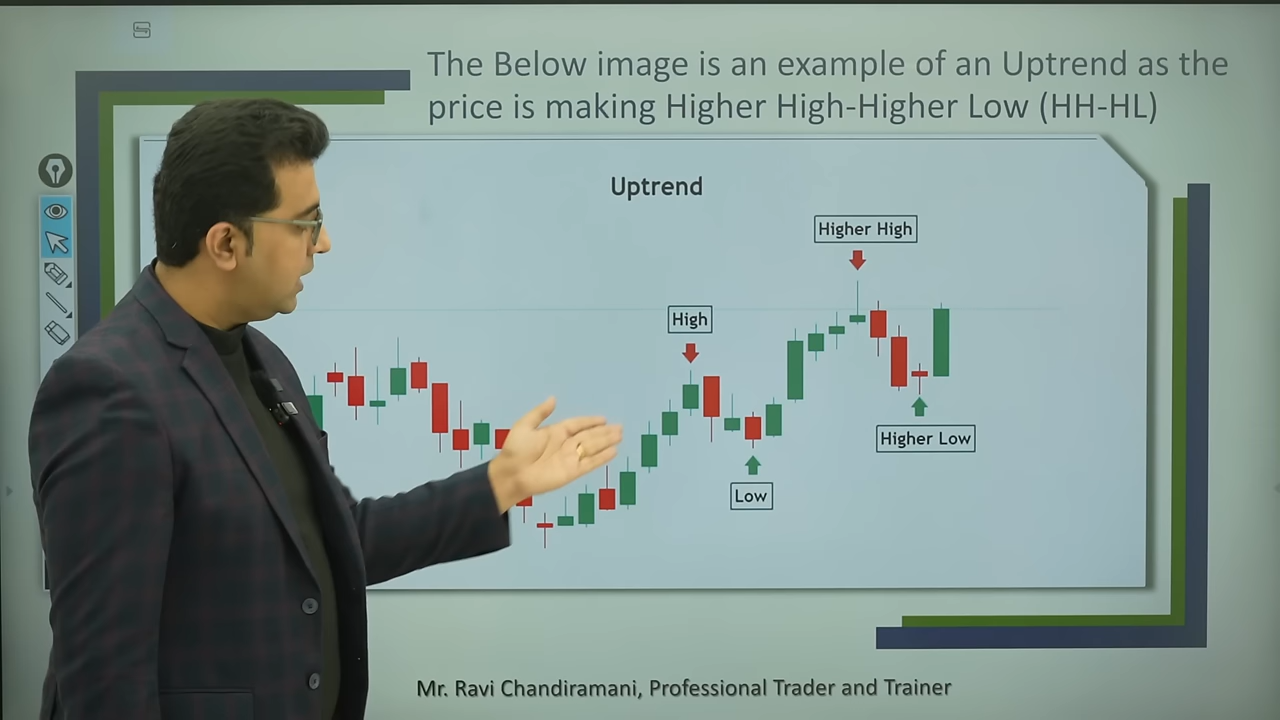 The Below image is an example of an Uptrend as the
price is making Higher High-Higher Low (HH-HL)
Uptrend
Higher High
High
Higher Low
Low
Mr. Ravi Chandiramani, Professional Trader and Trainer